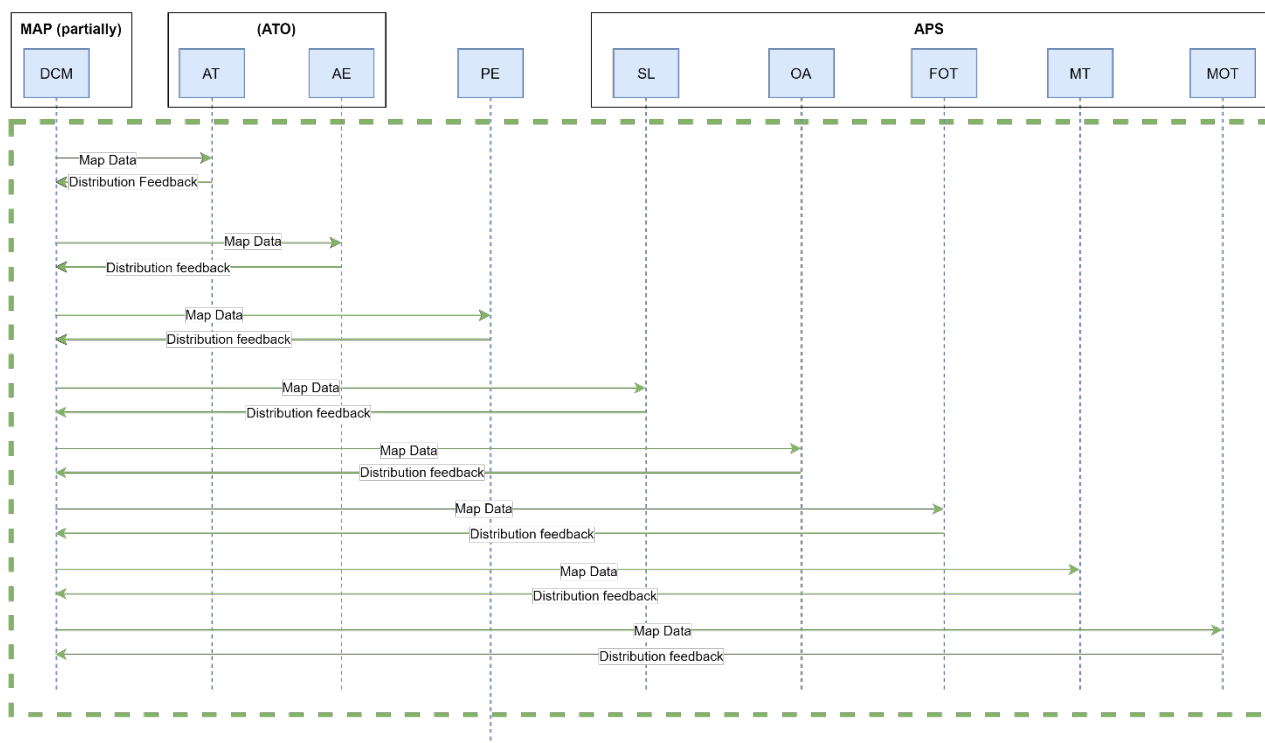 MAP (partially)
(ATO)
APS
DCM
AT
AE
PE
SL
OA
FOT
MT
MOT
Map Data
Distribution Feedback
Map Data
Distribution feedback
Map Data
Distribution feedback
Map Data
Distribution feedback
Map Data
Distribution feedback
Map Data
Distribution feedback
Map Data
Distribution feedback
Map Data
Distribution feedback